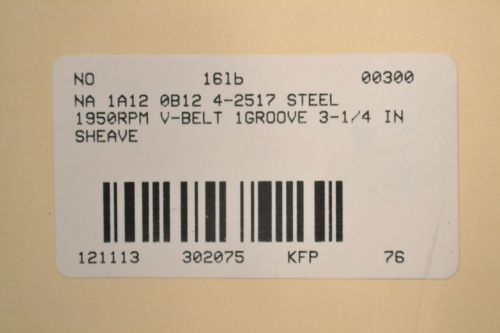 NO 16lb 00300
NA 1A12 0B12 4-2517 STEEL
1950RPM V-BELT 1GROOVE 3-1/4 IN
SHEAVE
121113 302075 KFP 76